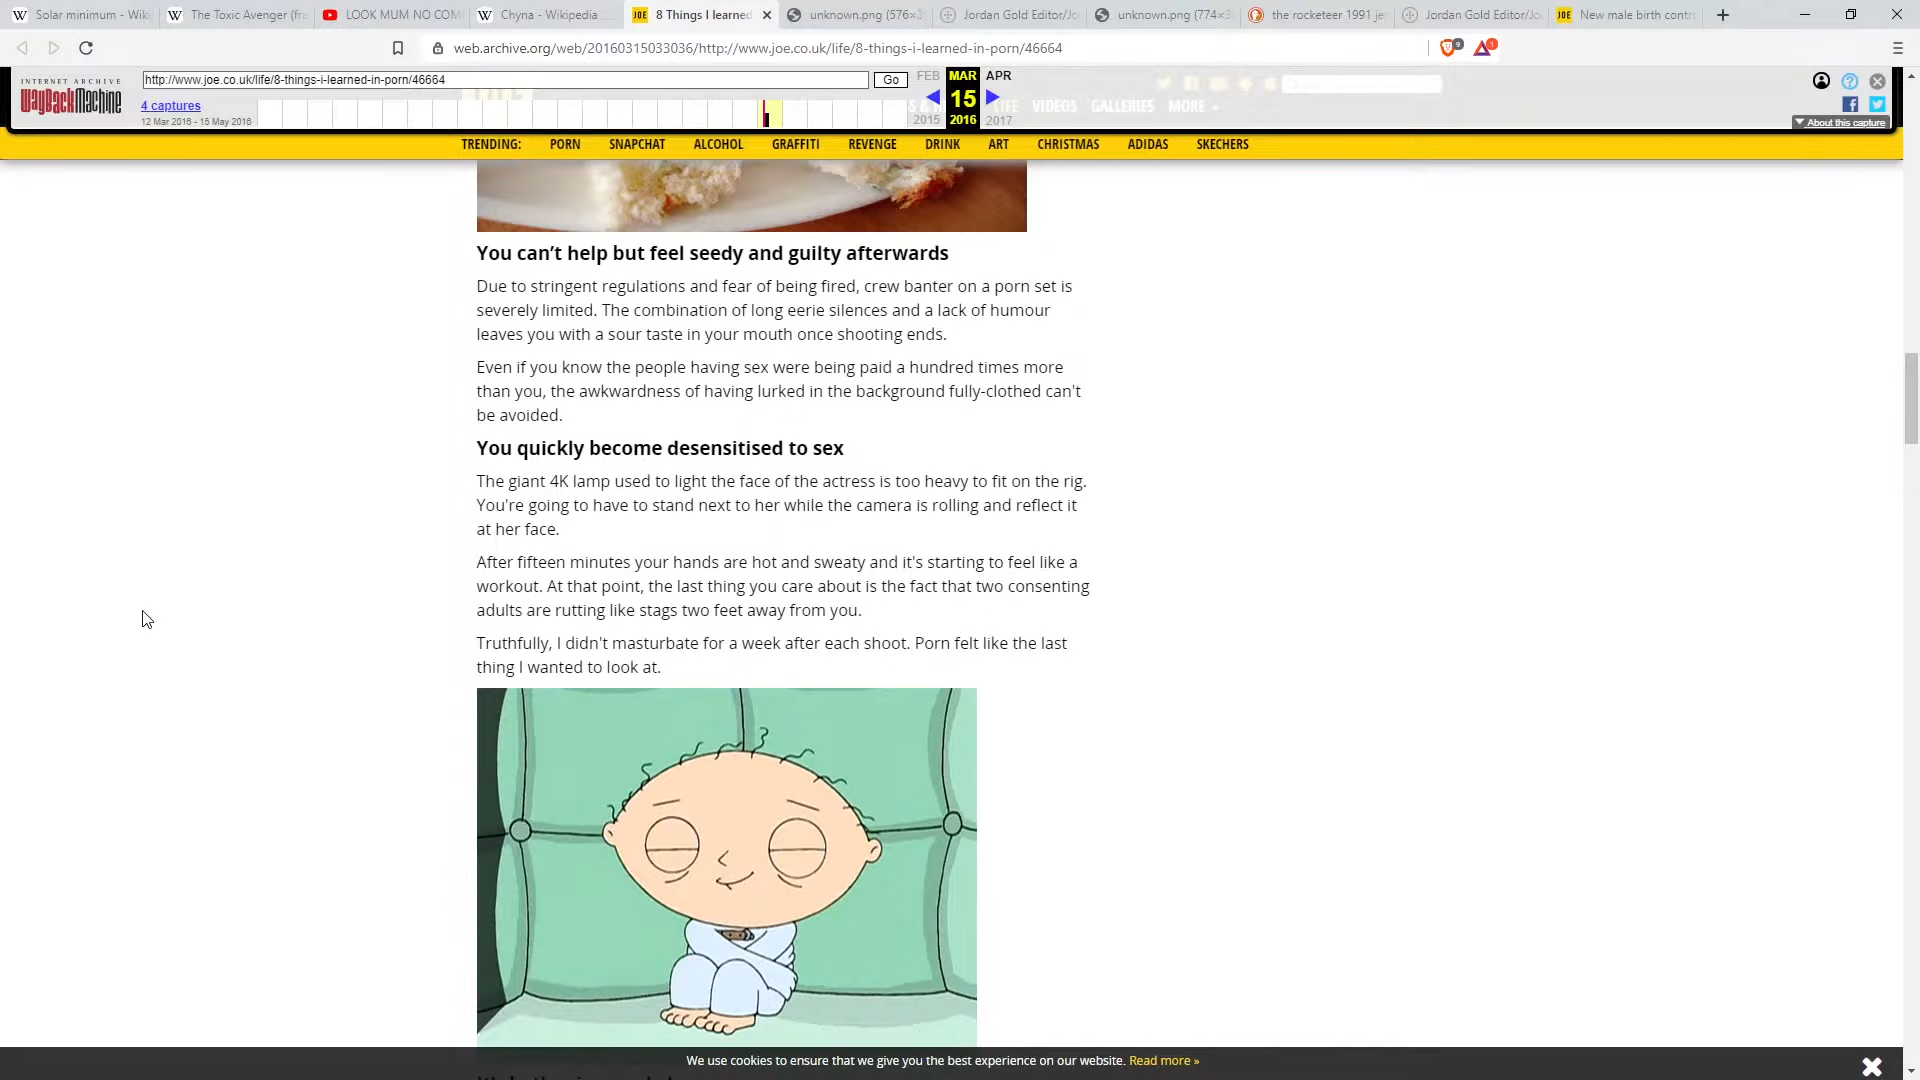 Solar minimum - Wiki
The Toxic Avenger (fra
LOOK MUM NO COM
Chyna - Wikipedia
JOE 8 Things I learned
unknown.png (576×3
Jordan Gold Editor/Jo
unknown.png (774×3
the rocketeer 1991 je
Jordan Gold Editor/Jo
JOE New male birth contr
web.archive.org/web/20160315033036/http://www.joe.co.uk/life/8-things-i-learned-in-porn/46664
9
1
INTERNET ARCHIVE
WayBackMachine
http://www.joe.co.uk/life/8-things-i-learned-in-porn/46664
Go
FEB MAR APR
4 captures
15
12 Mar 2016 - 15 May 2016
2015 2016 2017
VIDEOS GALLERIES MORE
About this capture
TRENDING: PORN SNAPCHAT ALCOHOL GRAFFITI REVENGE DRINK ART CHRISTMAS ADIDAS SKECHERS
You can’t help but feel seedy and guilty afterwards
Due to stringent regulations and fear of being fired, crew banter on a porn set is
severely limited. The combination of long eerie silences and a lack of humour
leaves you with a sour taste in your mouth once shooting ends.
Even if you know the people having sex were being paid a hundred times more
than you, the awkwardness of having lurked in the background fully-clothed can't
be avoided.
You quickly become desensitised to sex
The giant 4K lamp used to light the face of the actress is too heavy to fit on the rig.
You're going to have to stand next to her while the camera is rolling and reflect it
at her face.
After fifteen minutes your hands are hot and sweaty and it's starting to feel like a
workout. At that point, the last thing you care about is the fact that two consenting
adults are rutting like stags two feet away from you.
Truthfully, I didn't masturbate for a week after each shoot. Porn felt like the last
thing I wanted to look at.
We use cookies to ensure that we give you the best experience on our website. Read more »